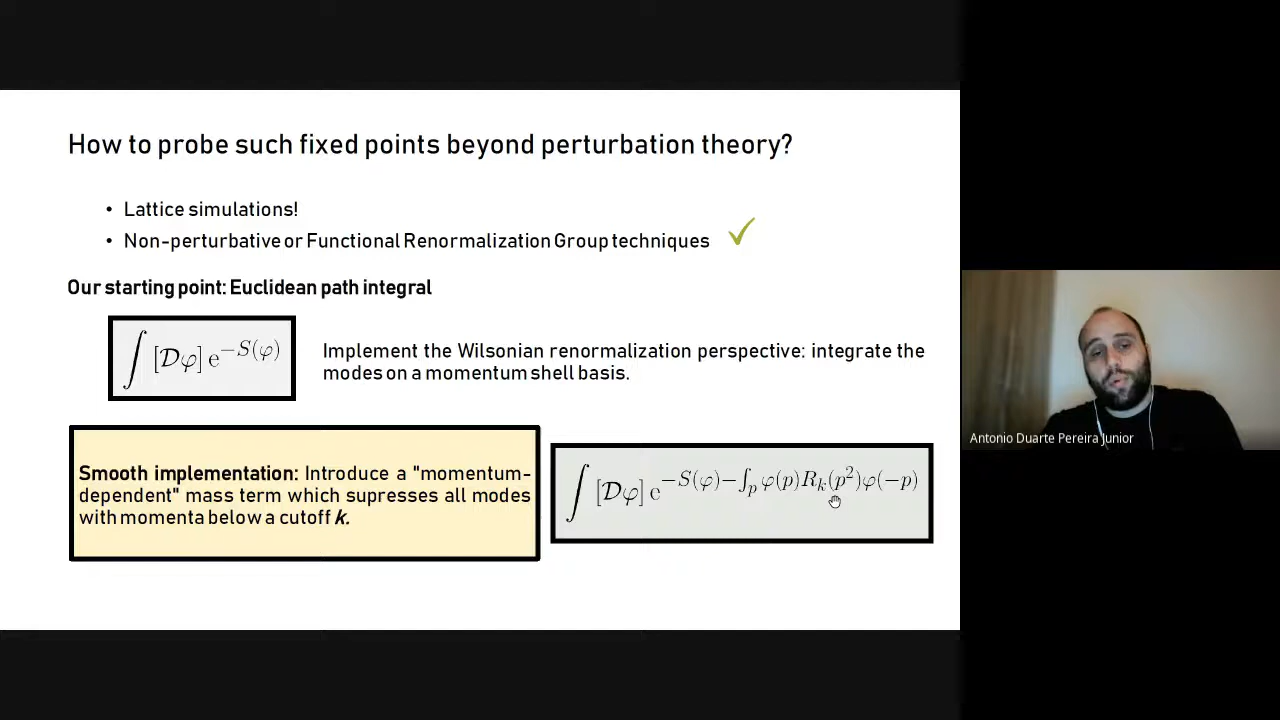 How to probe such fixed points beyond perturbation theory?
• Lattice simulations!
• Non-perturbative or Functional Renormalization Group techniques
Our starting point: Euclidean path integral
∫ [𝒟φ] e^{−S(φ)}
Implement the Wilsonian renormalization perspective: integrate the
modes on a momentum shell basis.
Smooth implementation: Introduce a "momentum-
dependent" mass term which supresses all modes
with momenta below a cutoff k.
∫ [𝒟φ] e^{−S(φ)−∫_p φ(p)R_k(p²)φ(−p)}
Antonio Duarte Pereira Junior